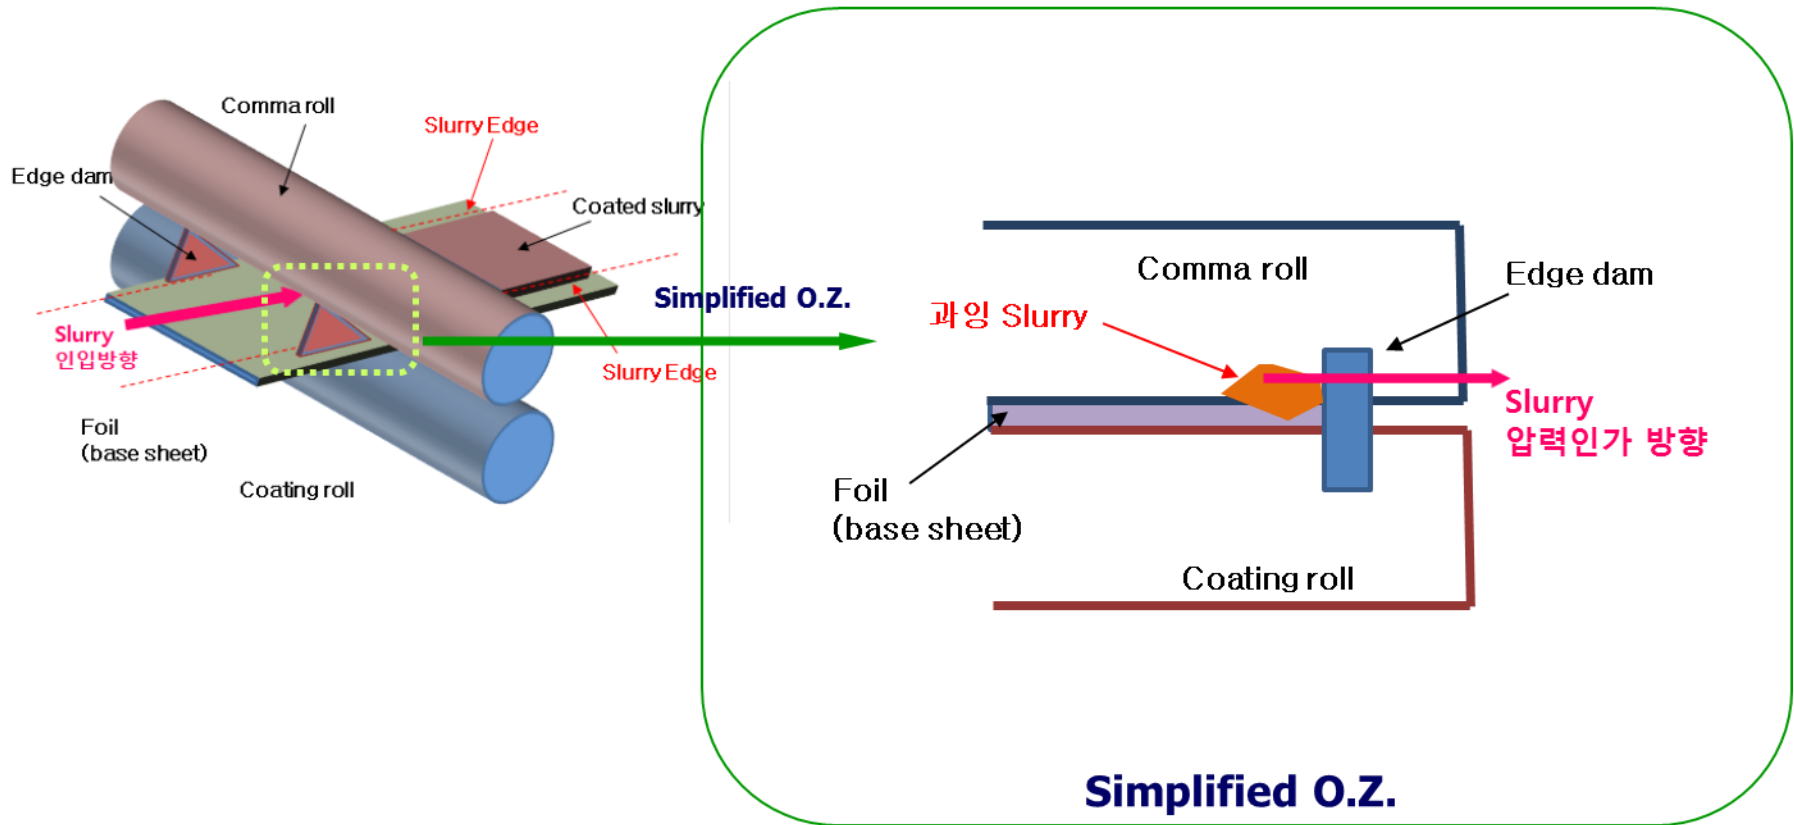 Comma roll
Slurry Edge
Edge dam
Coated slurry
Simplified O.Z.
Slurry
인입방향
Slurry Edge
Foil
(base sheet)
Coating roll
Comma roll
Edge dam
과잉 Slurry
Slurry
압력인가 방향
Foil
(base sheet)
Coating roll
Simplified O.Z.